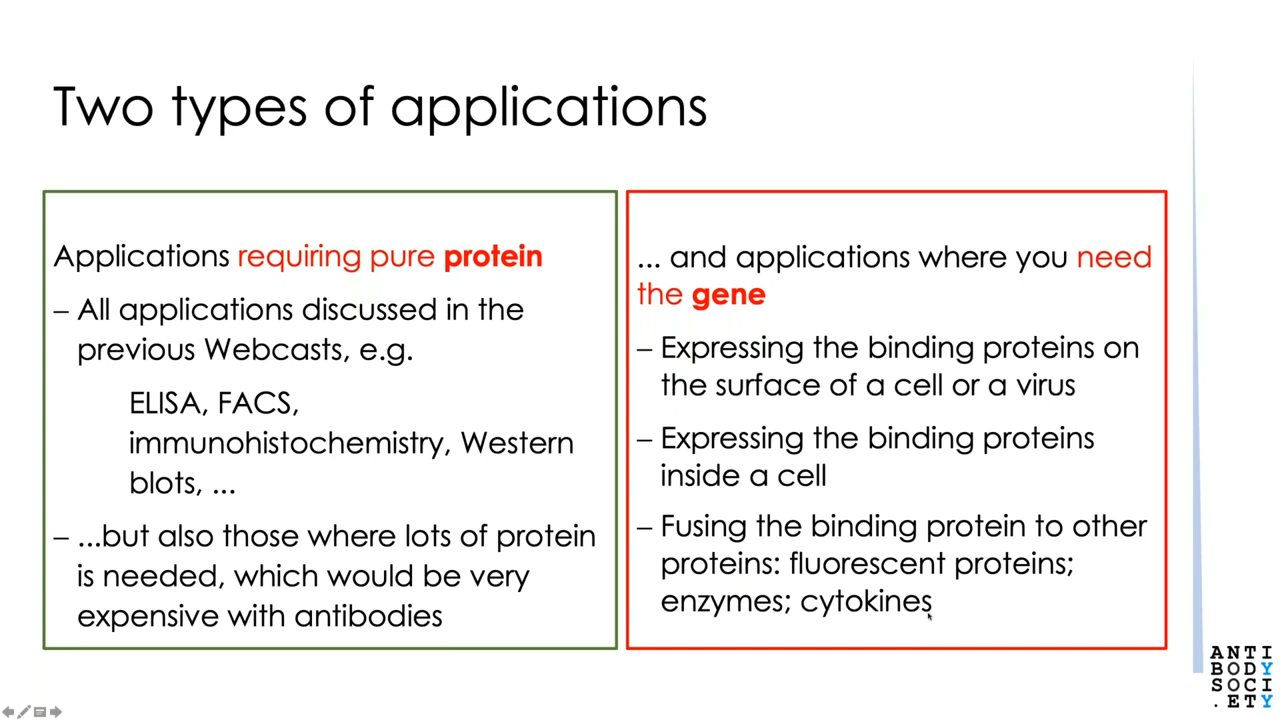 Two types of applications
Applications requiring pure protein
– All applications discussed in the
previous Webcasts, e.g.
ELISA, FACS,
immunohistochemistry, Western
blots, ...
– ...but also those where lots of protein
is needed, which would be very
expensive with antibodies
... and applications where you need
the gene
– Expressing the binding proteins on
the surface of a cell or a virus
– Expressing the binding proteins
inside a cell
– Fusing the binding protein to other
proteins: fluorescent proteins;
enzymes; cytokines
ANTI
BODY
SOCI
.ETY